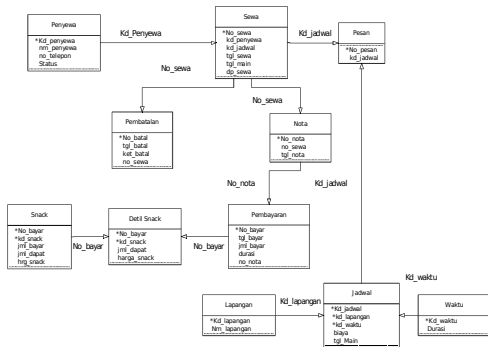 Penyewa
*Kd_penyewa
nm_penyewa
no_telepon
Status
Kd_Penyewa
Sewa
*No_sewa
kd_penyewa
kd_jadwal
tgl_sewa
tgl_main
dp_sewa
Kd_jadwal
Pesan
*No_pesan
kd_jadwal
No_sewa
No_sewa
Pembatalan
*No_batal
tgl_batal
ket_batal
no_sewa
Nota
*No_nota
no_sewa
tgl_nota
No_nota
Kd_jadwal
Snack
*No_bayar
*kd_snack
jml_bayar
jml_dapat
hrg_snack
No_bayar
Detil Snack
*No_bayar
*kd_snack
jml_dapat
harga_snack
No_bayar
Pembayaran
*No_bayar
tgl_bayar
jml_bayar
durasi
no_nota
Kd_waktu
Lapangan
*Kd_lapangan
Nm_lapangan
Kd_lapangan
Jadwal
*Kd_jadwal
*kd_lapangan
*kd_waktu
biaya
tgl_Main
Waktu
*Kd_waktu
Durasi